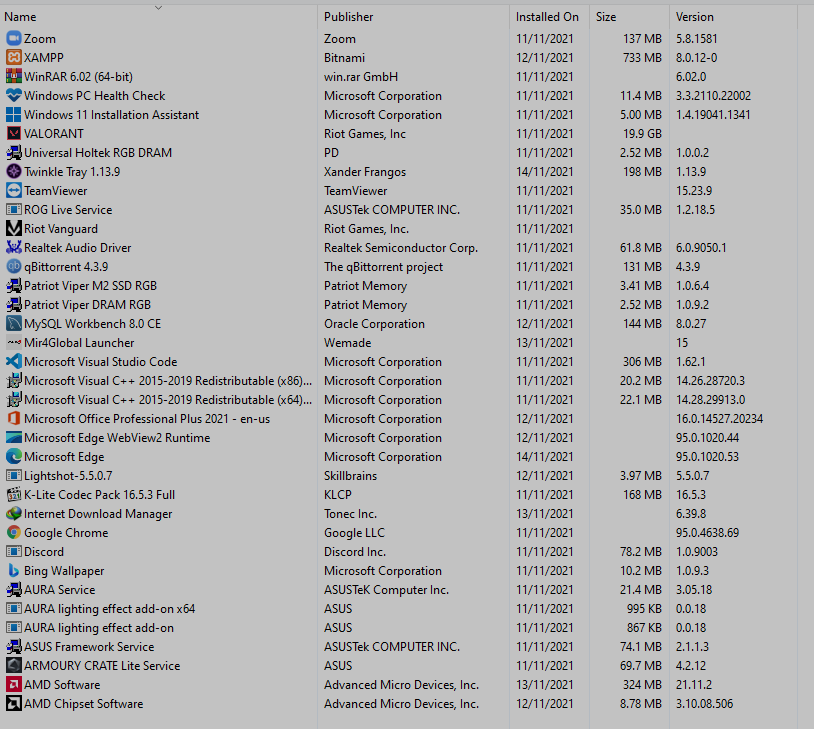 Name Publisher Installed On Size Version
Zoom Zoom 11/11/2021 137 MB 5.8.1581
XAMPP Bitnami 12/11/2021 733 MB 8.0.12-0
WinRAR 6.02 (64-bit) win.rar GmbH 11/11/2021 6.02.0
Windows PC Health Check Microsoft Corporation 11/11/2021 11.4 MB 3.3.2110.22002
Windows 11 Installation Assistant Microsoft Corporation 11/11/2021 5.00 MB 1.4.19041.1341
VALORANT Riot Games, Inc 11/11/2021 19.9 GB
Universal Holtek RGB DRAM PD 11/11/2021 2.52 MB 1.0.0.2
Twinkle Tray 1.13.9 Xander Frangos 14/11/2021 198 MB 1.13.9
TeamViewer TeamViewer 11/11/2021 15.23.9
ROG Live Service ASUSTek COMPUTER INC. 11/11/2021 35.0 MB 1.2.18.5
Riot Vanguard Riot Games, Inc. 11/11/2021
Realtek Audio Driver Realtek Semiconductor Corp. 11/11/2021 61.8 MB 6.0.9050.1
qBittorrent 4.3.9 The qBittorrent project 11/11/2021 131 MB 4.3.9
Patriot Viper M2 SSD RGB Patriot Memory 11/11/2021 3.41 MB 1.0.6.4
Patriot Viper DRAM RGB Patriot Memory 11/11/2021 2.52 MB 1.0.9.2
MySQL Workbench 8.0 CE Oracle Corporation 12/11/2021 144 MB 8.0.27
Mir4Global Launcher Wemade 13/11/2021 15
Microsoft Visual Studio Code Microsoft Corporation 11/11/2021 306 MB 1.62.1
Microsoft Visual C++ 2015-2019 Redistributable (x86)... Microsoft Corporation 11/11/2021 20.2 MB 14.26.28720.3
Microsoft Visual C++ 2015-2019 Redistributable (x64)... Microsoft Corporation 11/11/2021 22.1 MB 14.28.29913.0
Microsoft Office Professional Plus 2021 - en-us Microsoft Corporation 12/11/2021 16.0.14527.20234
Microsoft Edge WebView2 Runtime Microsoft Corporation 12/11/2021 95.0.1020.44
Microsoft Edge Microsoft Corporation 14/11/2021 95.0.1020.53
Lightshot-5.5.0.7 Skillbrains 12/11/2021 3.97 MB 5.5.0.7
K-Lite Codec Pack 16.5.3 Full KLCP 11/11/2021 168 MB 16.5.3
Internet Download Manager Tonec Inc. 13/11/2021 6.39.8
Google Chrome Google LLC 11/11/2021 95.0.4638.69
Discord Discord Inc. 11/11/2021 78.2 MB 1.0.9003
Bing Wallpaper Microsoft Corporation 11/11/2021 10.2 MB 1.0.9.3
AURA Service ASUSTeK Computer Inc. 11/11/2021 21.4 MB 3.05.18
AURA lighting effect add-on x64 ASUS 11/11/2021 995 KB 0.0.18
AURA lighting effect add-on ASUS 11/11/2021 867 KB 0.0.18
ASUS Framework Service ASUSTek COMPUTER INC. 11/11/2021 74.1 MB 2.1.1.3
ARMOURY CRATE Lite Service ASUS 11/11/2021 69.7 MB 4.2.12
AMD Software Advanced Micro Devices, Inc. 13/11/2021 324 MB 21.11.2
AMD Chipset Software Advanced Micro Devices, Inc. 12/11/2021 8.78 MB 3.10.08.506